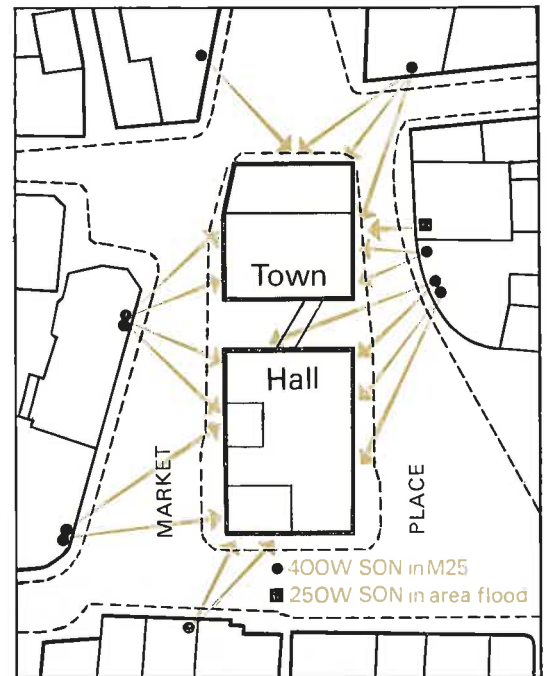 Town
Hall
MARKET
PLACE
400W SON in M25
250W SON in area flood